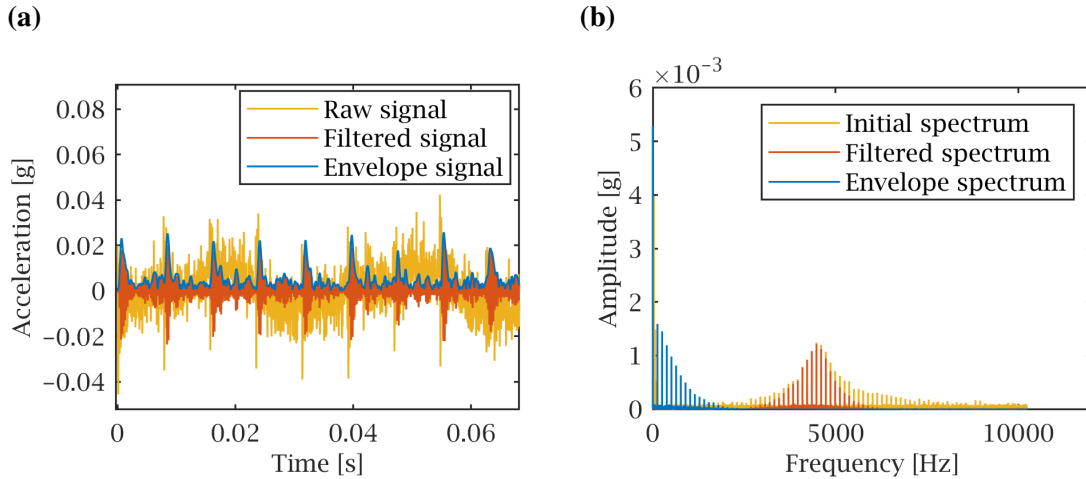 (a)
Acceleration [g]
0.08
0.06
0.04
0.02
0
−0.02
−0.04
Raw signal
Filtered signal
Envelope signal
0
0.02
0.04
0.06
Time [s]
(b)
×10⁻³
Amplitude [g]
6
5
4
3
2
1
0
Initial spectrum
Filtered spectrum
Envelope spectrum
0
5000
10000
Frequency [Hz]